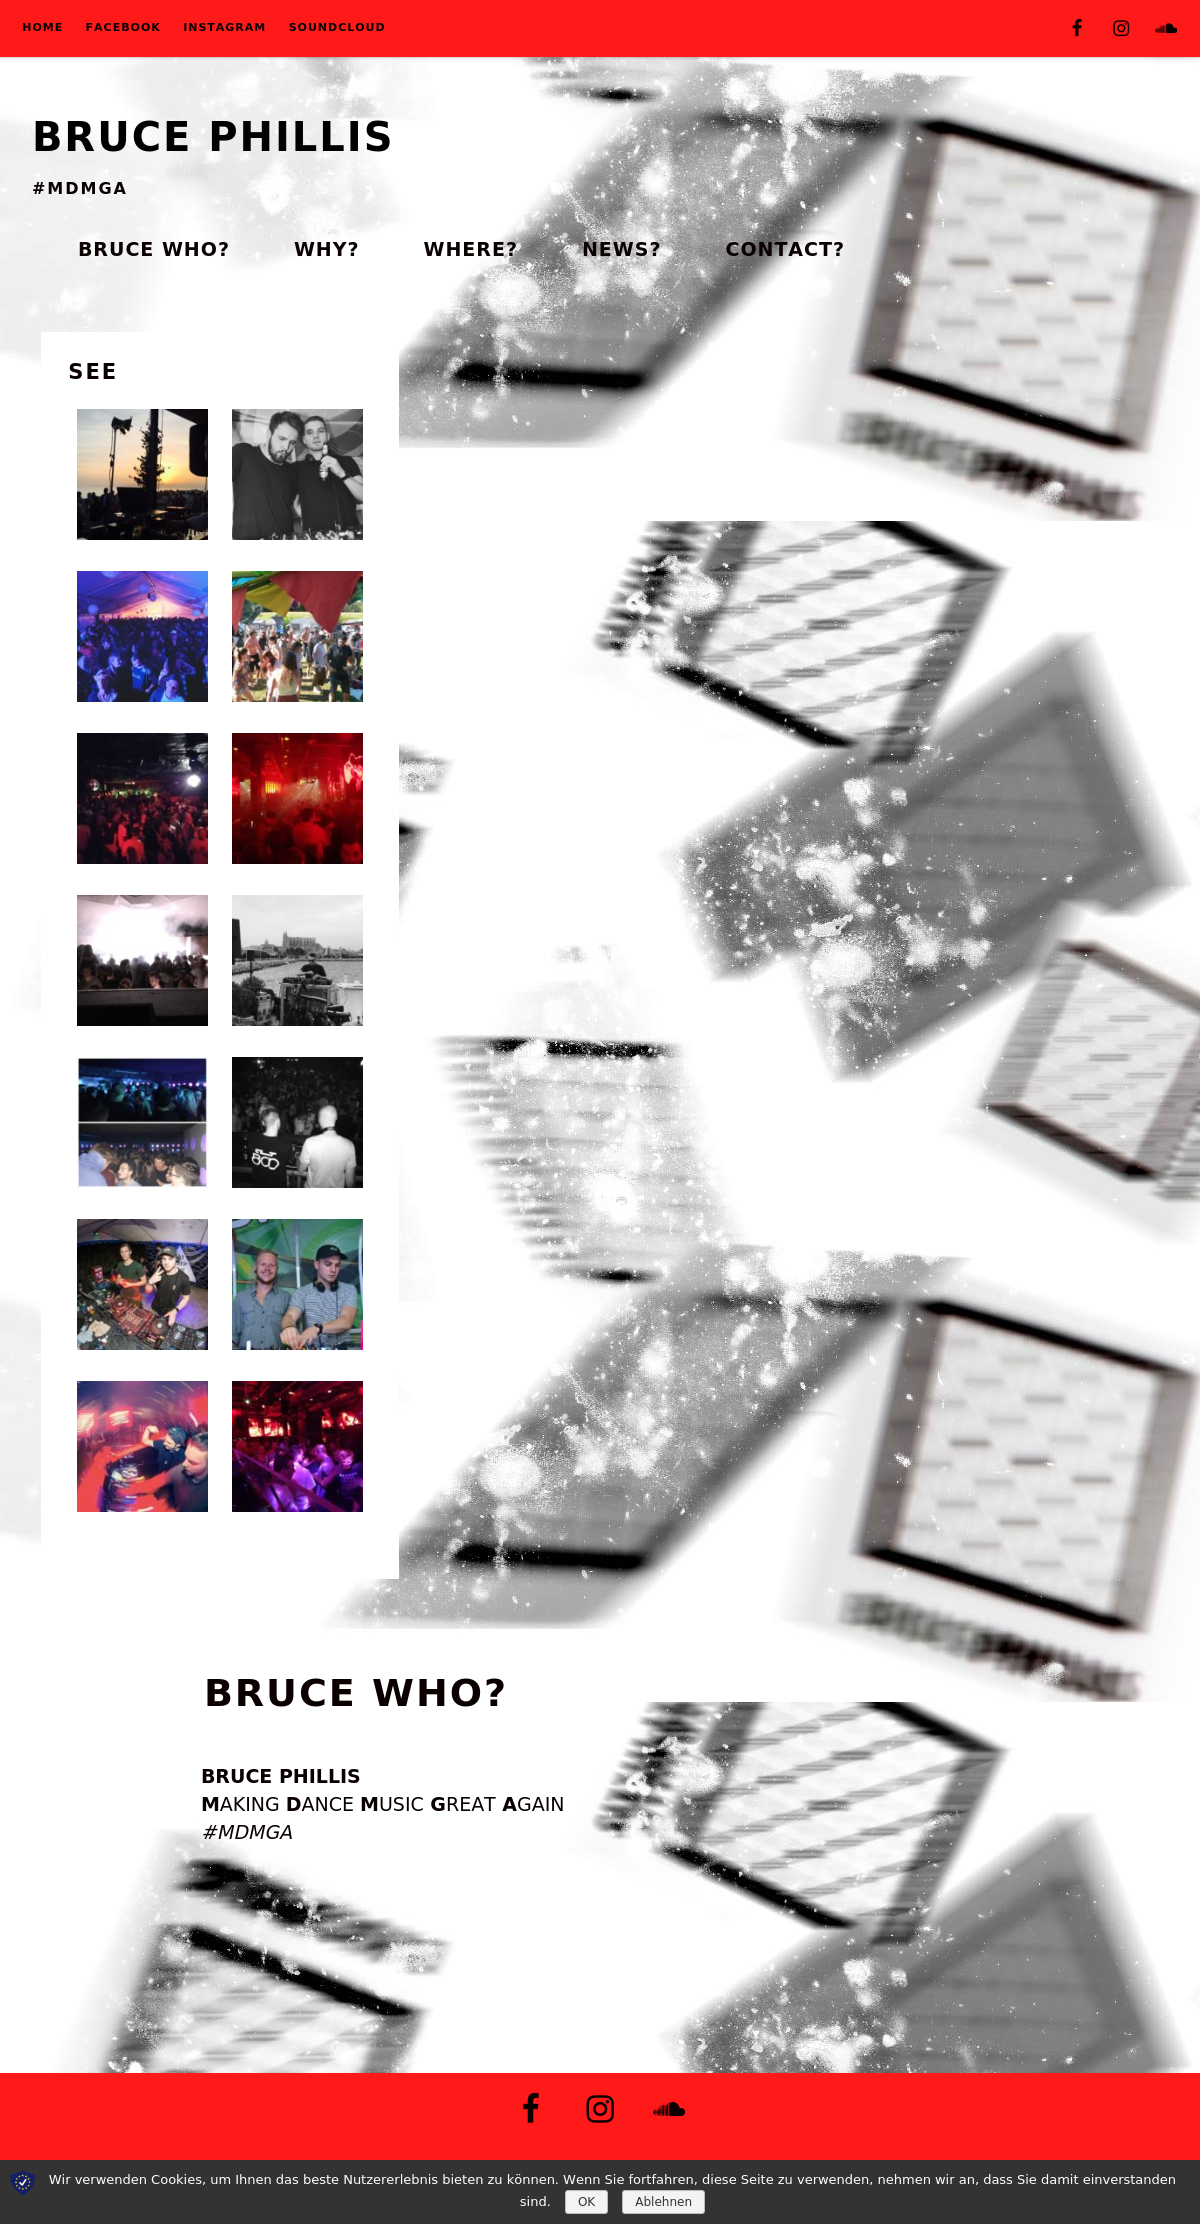 HOME FACEBOOK INSTAGRAM SOUNDCLOUD
BRUCE PHILLIS
#MDMGA
BRUCE WHO? WHY? WHERE? NEWS? CONTACT?
SEE
BRUCE WHO?
BRUCE PHILLIS
MAKING DANCE MUSIC GREAT AGAIN
#MDMGA
Wir verwenden Cookies, um Ihnen das beste Nutzererlebnis bieten zu können. Wenn Sie fortfahren, diese Seite zu verwenden, nehmen wir an, dass Sie damit einverstanden
sind. OK Ablehnen